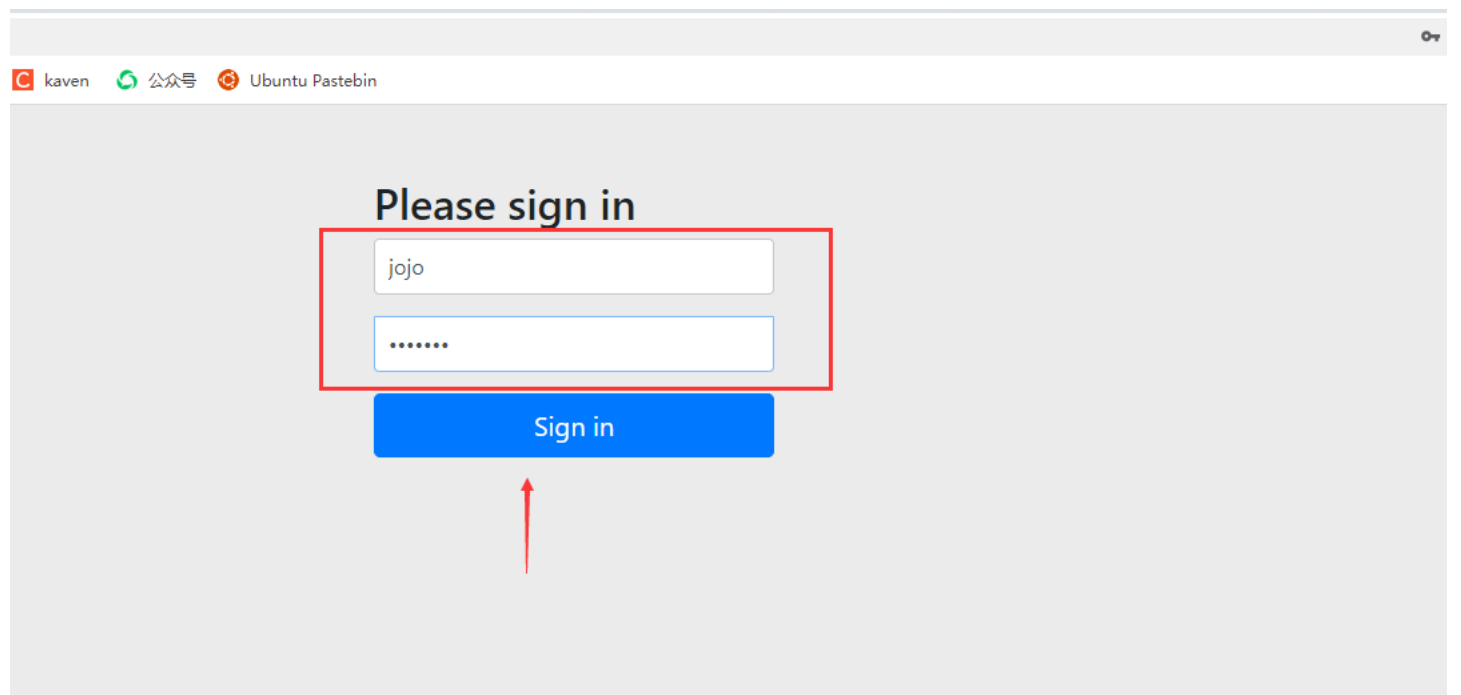 kaven 公众号 Ubuntu Pastebin
Please sign in
jojo
•••••••
Sign in